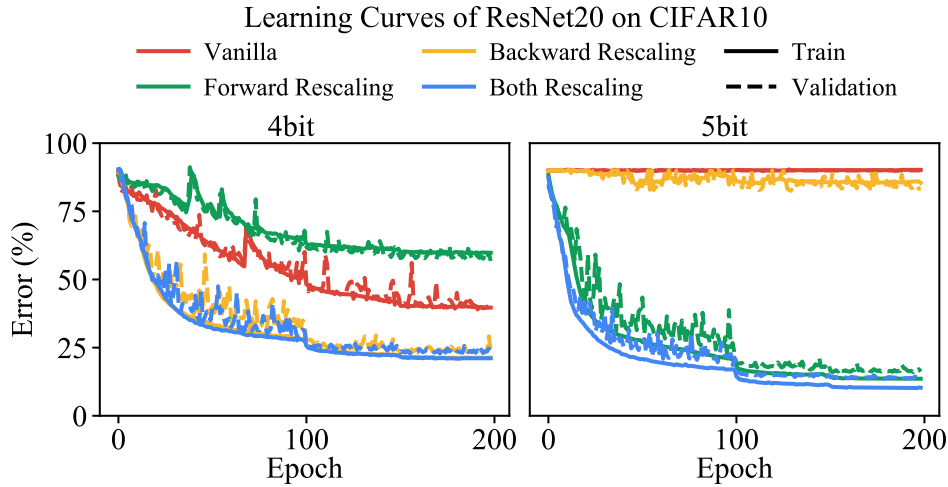 Learning Curves of ResNet20 on CIFAR10
Vanilla Backward Rescaling Train
Forward Rescaling Both Rescaling Validation
4bit 5bit
100
75
50
25
0
Error (%)
0 100 200 0 100 200
Epoch Epoch